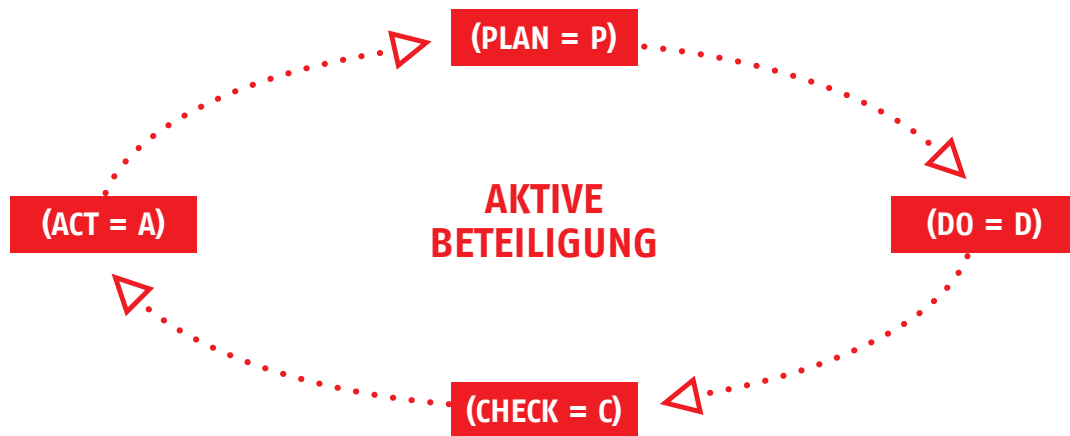 (PLAN = P)
(ACT = A)
AKTIVE
BETEILIGUNG
(DO = D)
(CHECK = C)